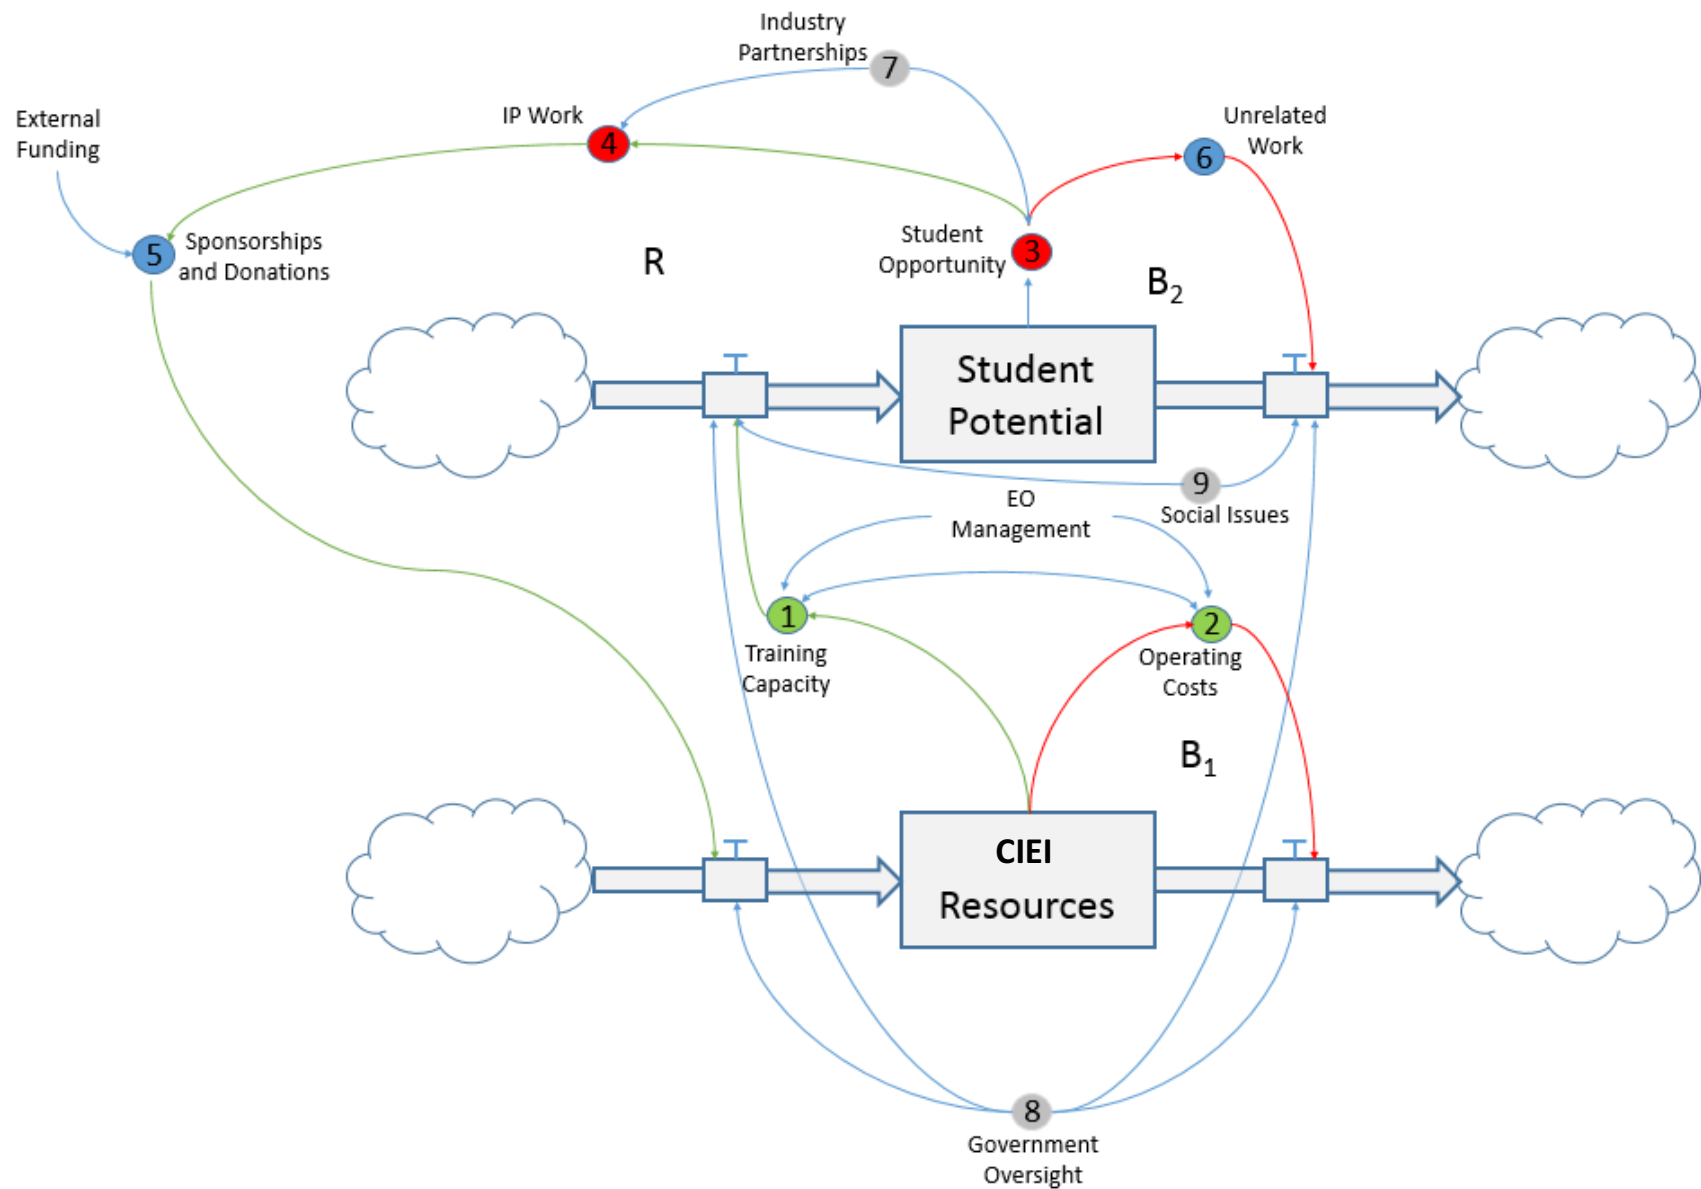 Industry
Partnerships
7
External
Funding
IP Work
4
Unrelated
Work
6
5
Sponsorships
and Donations
R
Student
Opportunity
3
B2
Student
Potential
9
Social Issues
EO
Management
1
Training
Capacity
2
Operating
Costs
B1
CIEI
Resources
8
Government
Oversight